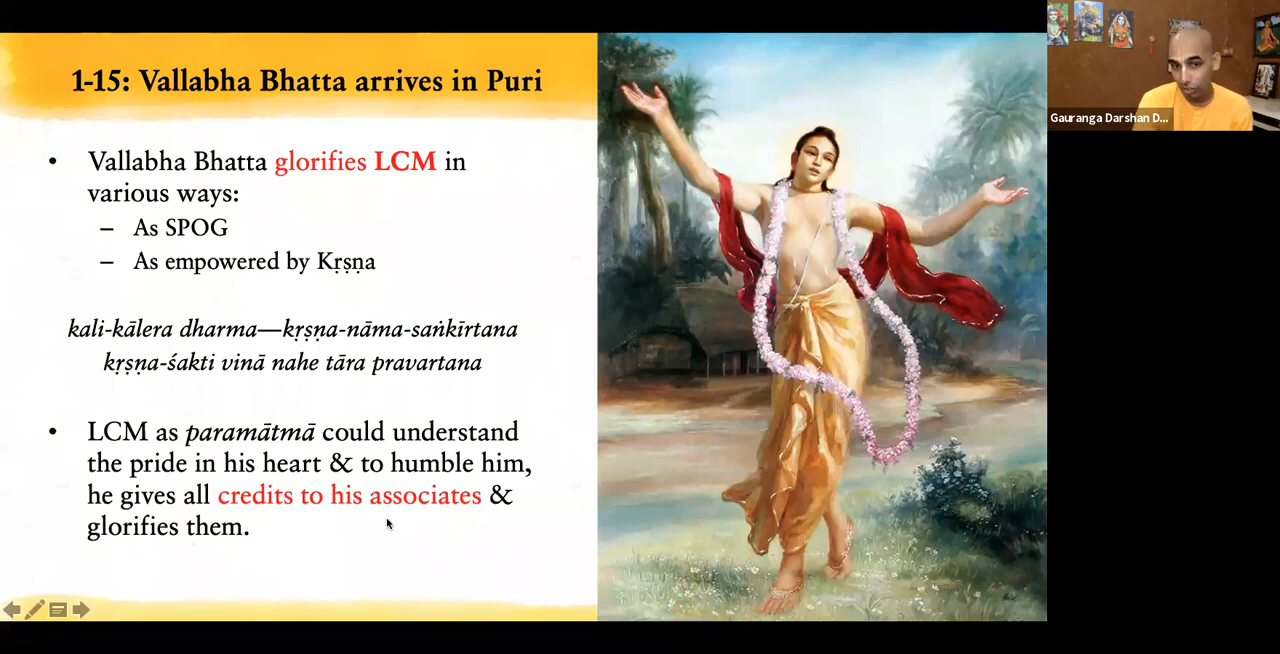 1-15: Vallabha Bhatta arrives in Puri
• Vallabha Bhatta glorifies LCM in
various ways:
– As SPOG
– As empowered by Kṛṣṇa
kali-kālera dharma—kṛṣṇa-nāma-saṅkīrtana
kṛṣṇa-śakti vinā nahe tāra pravartana
• LCM as paramātmā could understand
the pride in his heart & to humble him,
he gives all credits to his associates &
glorifies them.
Gauranga Darshan D...